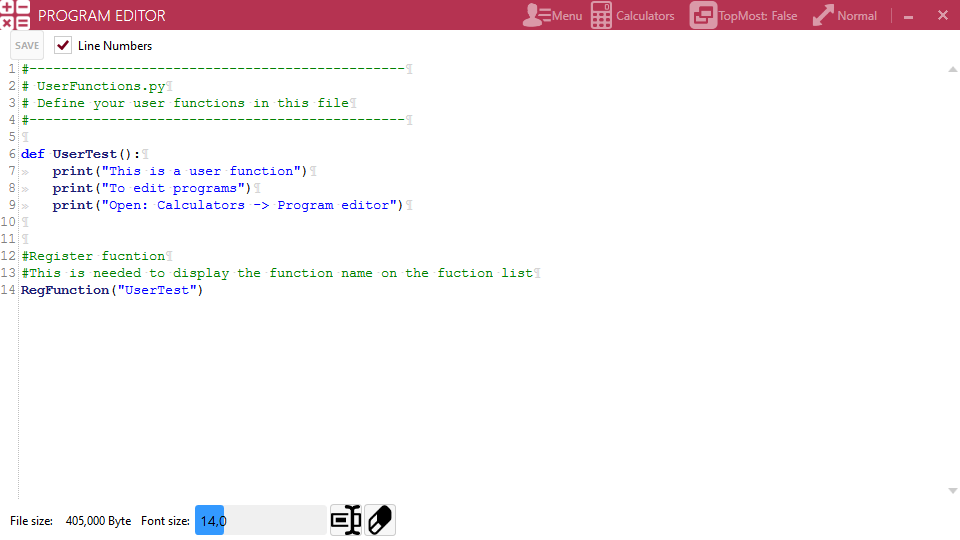 PROGRAM EDITOR Menu Calculators TopMost: False Normal
SAVE Line Numbers
1 #------------------------------------------------¶
2 # UserFunctions.py¶
3 # Define your user functions in this file¶
4 #------------------------------------------------¶
5 ¶
6 def UserTest():¶
7 » print("This is a user function")¶
8 » print("To edit programs")¶
9 » print("Open: Calculators -> Program editor")¶
10 ¶
11 ¶
12 #Register fucntion¶
13 #This is needed to display the function name on the fuction list¶
14 RegFunction("UserTest")
File size: 405,000 Byte Font size: 14,0